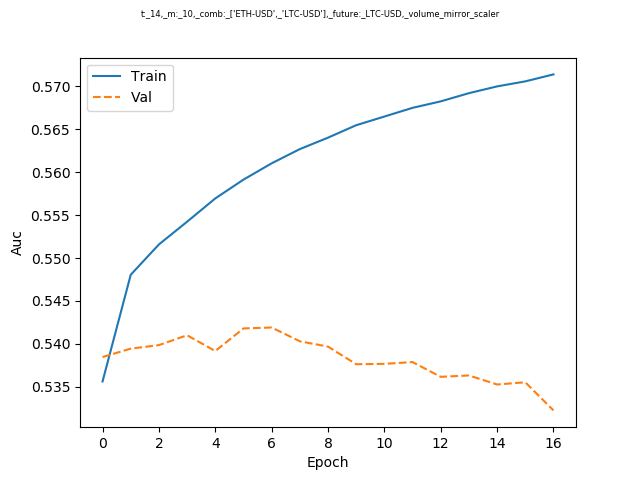 t:_14,_m:_10,_comb:_['ETH-USD',_'LTC-USD'],_future:_LTC-USD,_volume_mirror_scaler
Train
Val
0.570
0.565
0.560
0.555
0.550
0.545
0.540
0.535
Auc
0 2 4 6 8 10 12 14 16
Epoch